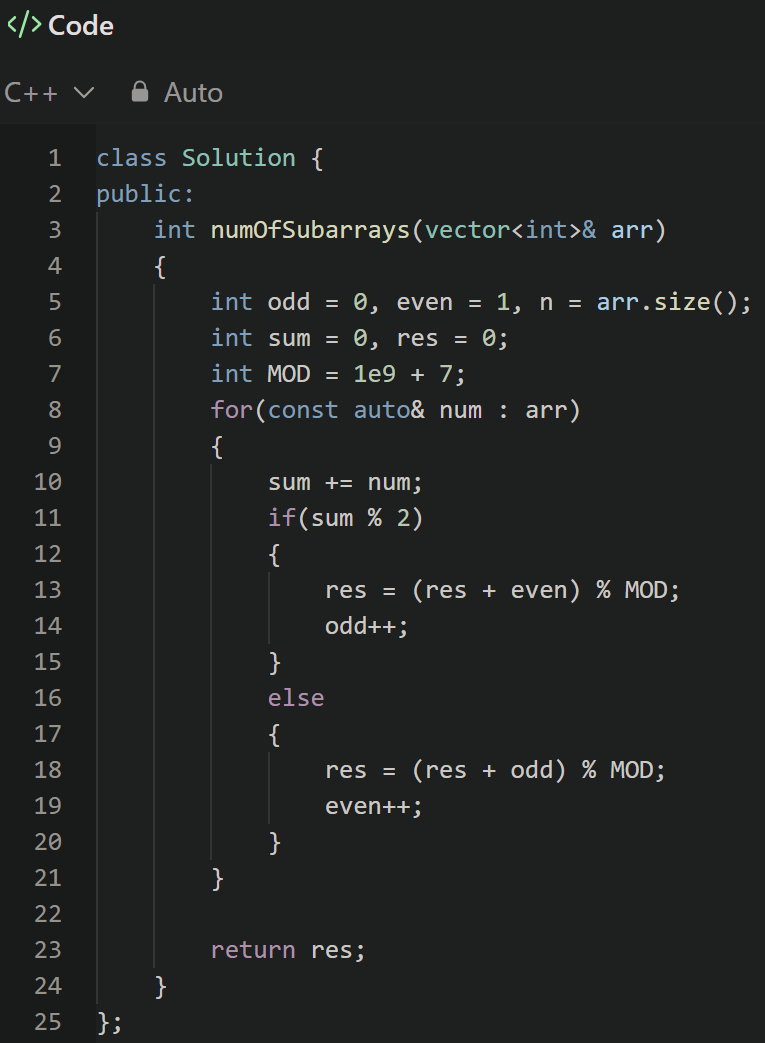 </> Code
C++ Auto
1 class Solution {
2 public:
3     int numOfSubarrays(vector<int>& arr)
4     {
5         int odd = 0, even = 1, n = arr.size();
6         int sum = 0, res = 0;
7         int MOD = 1e9 + 7;
8         for(const auto& num : arr)
9         {
10             sum += num;
11             if(sum % 2)
12             {
13                 res = (res + even) % MOD;
14                 odd++;
15             }
16             else
17             {
18                 res = (res + odd) % MOD;
19                 even++;
20             }
21         }
22
23         return res;
24     }
25 };